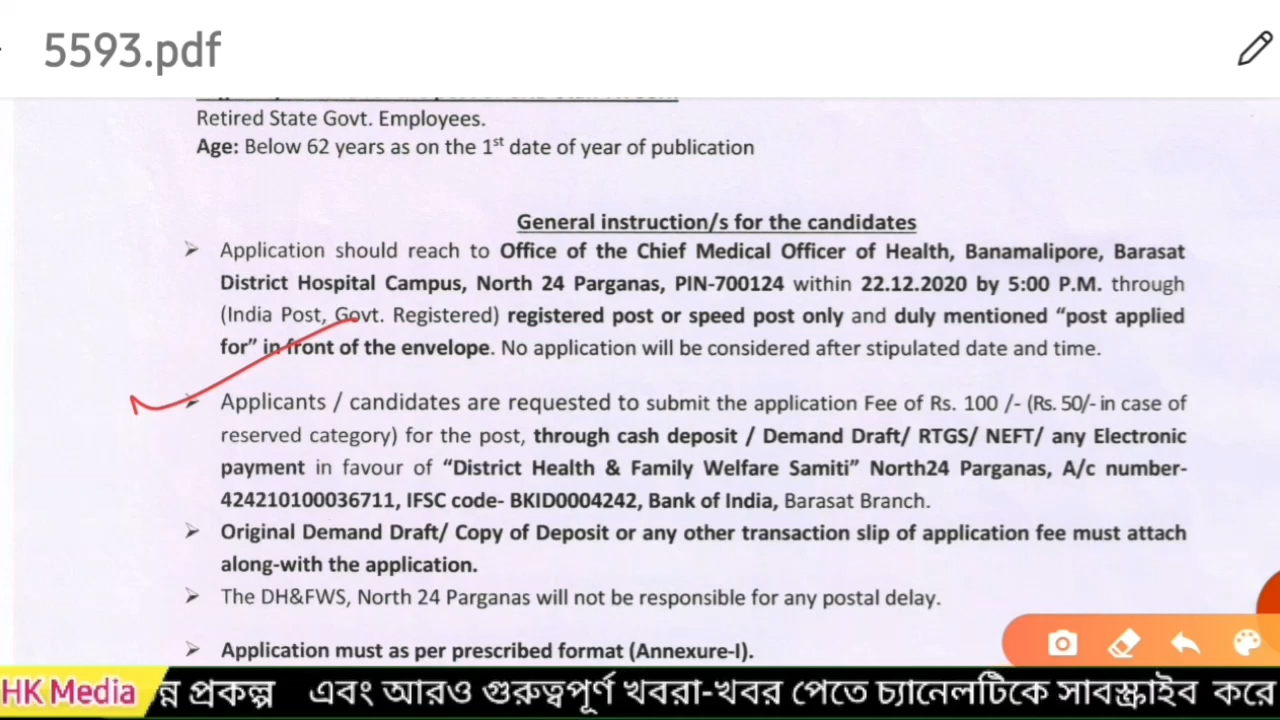 5593.pdf
Retired State Govt. Employees.
Age: Below 62 years as on the 1st date of year of publication
General instruction/s for the candidates
➢ Application should reach to Office of the Chief Medical Officer of Health, Banamalipore, Barasat
District Hospital Campus, North 24 Parganas, PIN-700124 within 22.12.2020 by 5:00 P.M. through
(India Post, Govt. Registered) registered post or speed post only and duly mentioned “post applied
for” in front of the envelope. No application will be considered after stipulated date and time.
➢ Applicants / candidates are requested to submit the application Fee of Rs. 100 /- (Rs. 50/- in case of
reserved category) for the post, through cash deposit / Demand Draft/ RTGS/ NEFT/ any Electronic
payment in favour of “District Health & Family Welfare Samiti” North24 Parganas, A/c number-
424210100036711, IFSC code- BKID0004242, Bank of India, Barasat Branch.
➢ Original Demand Draft/ Copy of Deposit or any other transaction slip of application fee must attach
along-with the application.
➢ The DH&FWS, North 24 Parganas will not be responsible for any postal delay.
➢ Application must as per prescribed format (Annexure-I).
HK Media প্রকল্প এবং আরও গুরুত্বপূর্ণ খবরা-খবর পেতে চ্যানেলটিকে সাবস্ক্রাইব করে